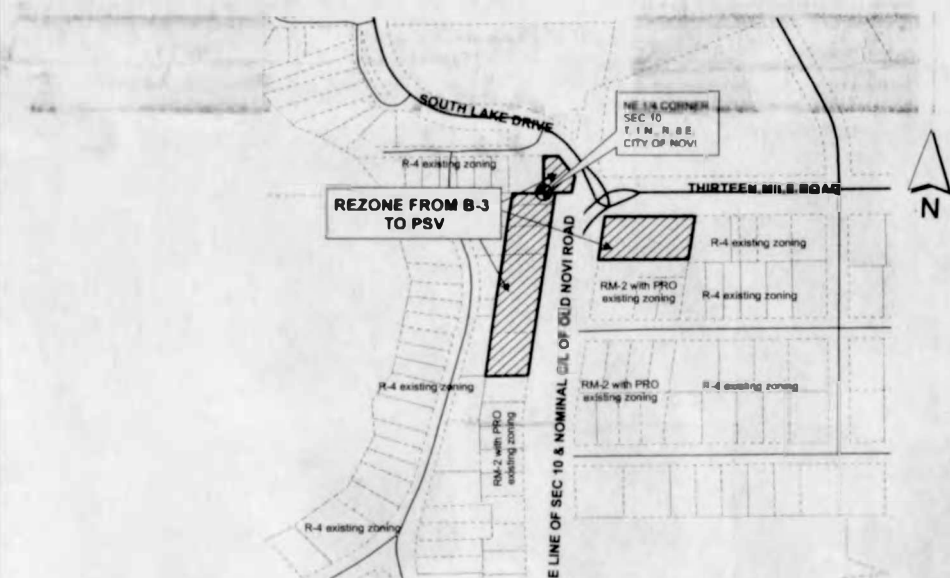 SOUTH LAKE DRIVE
NE 1/4 CORNER
SEC 10
T. 1 N., R. 8 E.
CITY OF NOVI
R-4 existing zoning
THIRTEEN MILE ROAD
N
REZONE FROM B-3
TO PSV
R-4 existing zoning
RM-2 with PRO
existing zoning
R-4 existing zoning
E LINE OF SEC 10 & NOMINAL C/L OF OLD NOVI ROAD
R-4 existing zoning
RM-2 with PRO
existing zoning
R-4 existing zoning
RM-2 with PRO
existing zoning
R-4 existing zoning